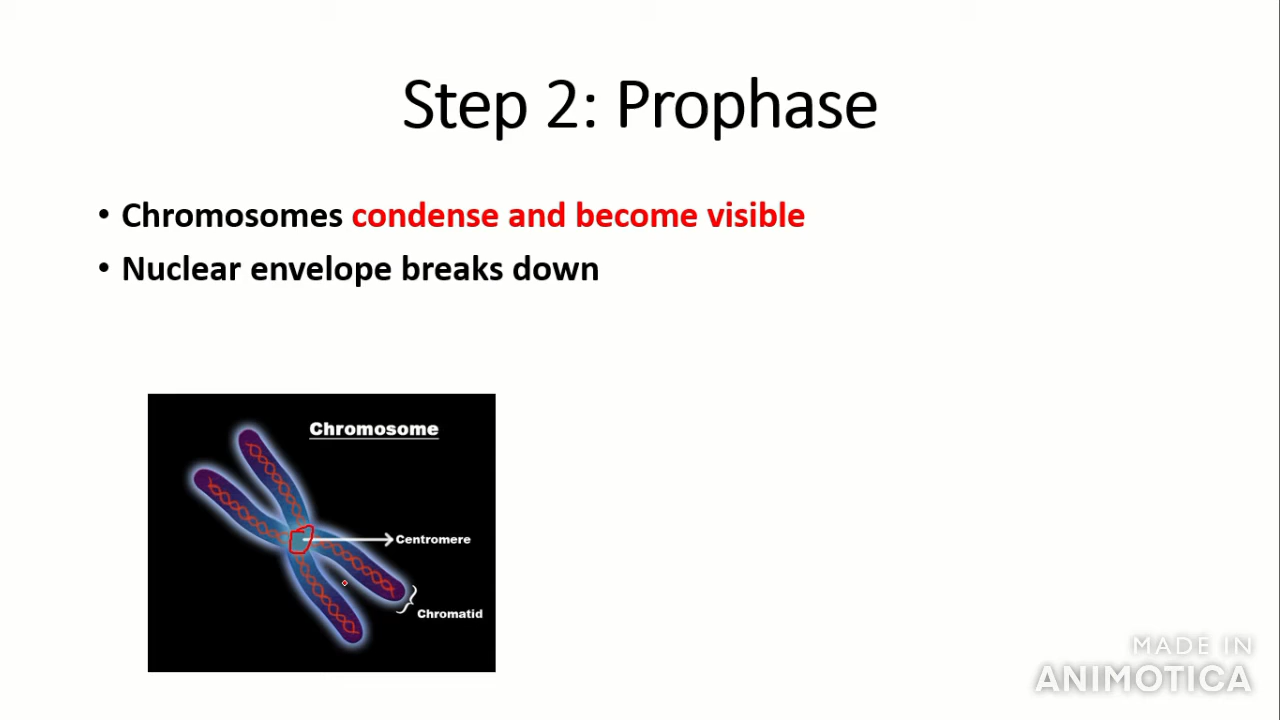 Step 2: Prophase
• Chromosomes condense and become visible
• Nuclear envelope breaks down
Chromosome
Centromere
Chromatid
MADE IN
ANIMOTICA